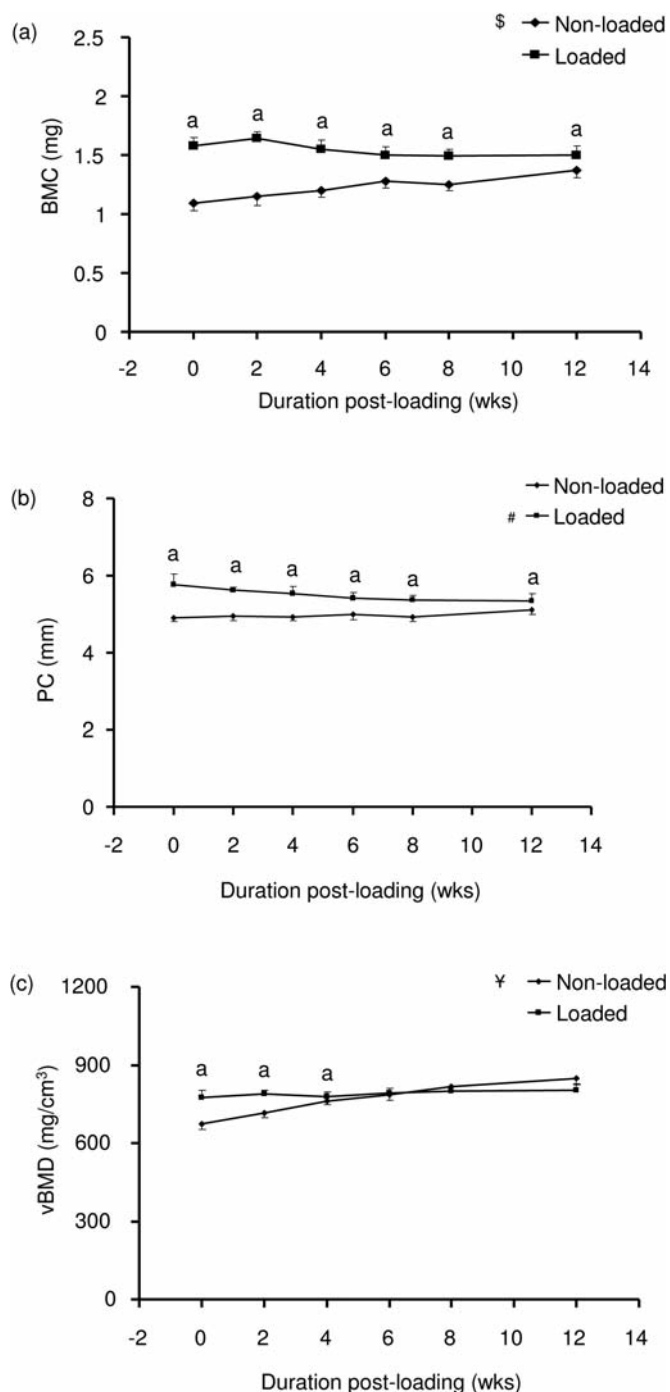 (a)
$ Non-loaded
Loaded
2.5
2
1.5
1
0.5
0
BMC (mg)
a a a a a a
-2 0 2 4 6 8 10 12 14
Duration post-loading (wks)
(b)
Non-loaded
# Loaded
8
6
4
2
0
PC (mm)
a a a a a a
-2 0 2 4 6 8 10 12 14
Duration post-loading (wks)
(c)
¥ Non-loaded
Loaded
1200
900
600
300
0
vBMD (mg/cm³)
a a a
-2 0 2 4 6 8 10 12 14
Duration post-loading (wks)